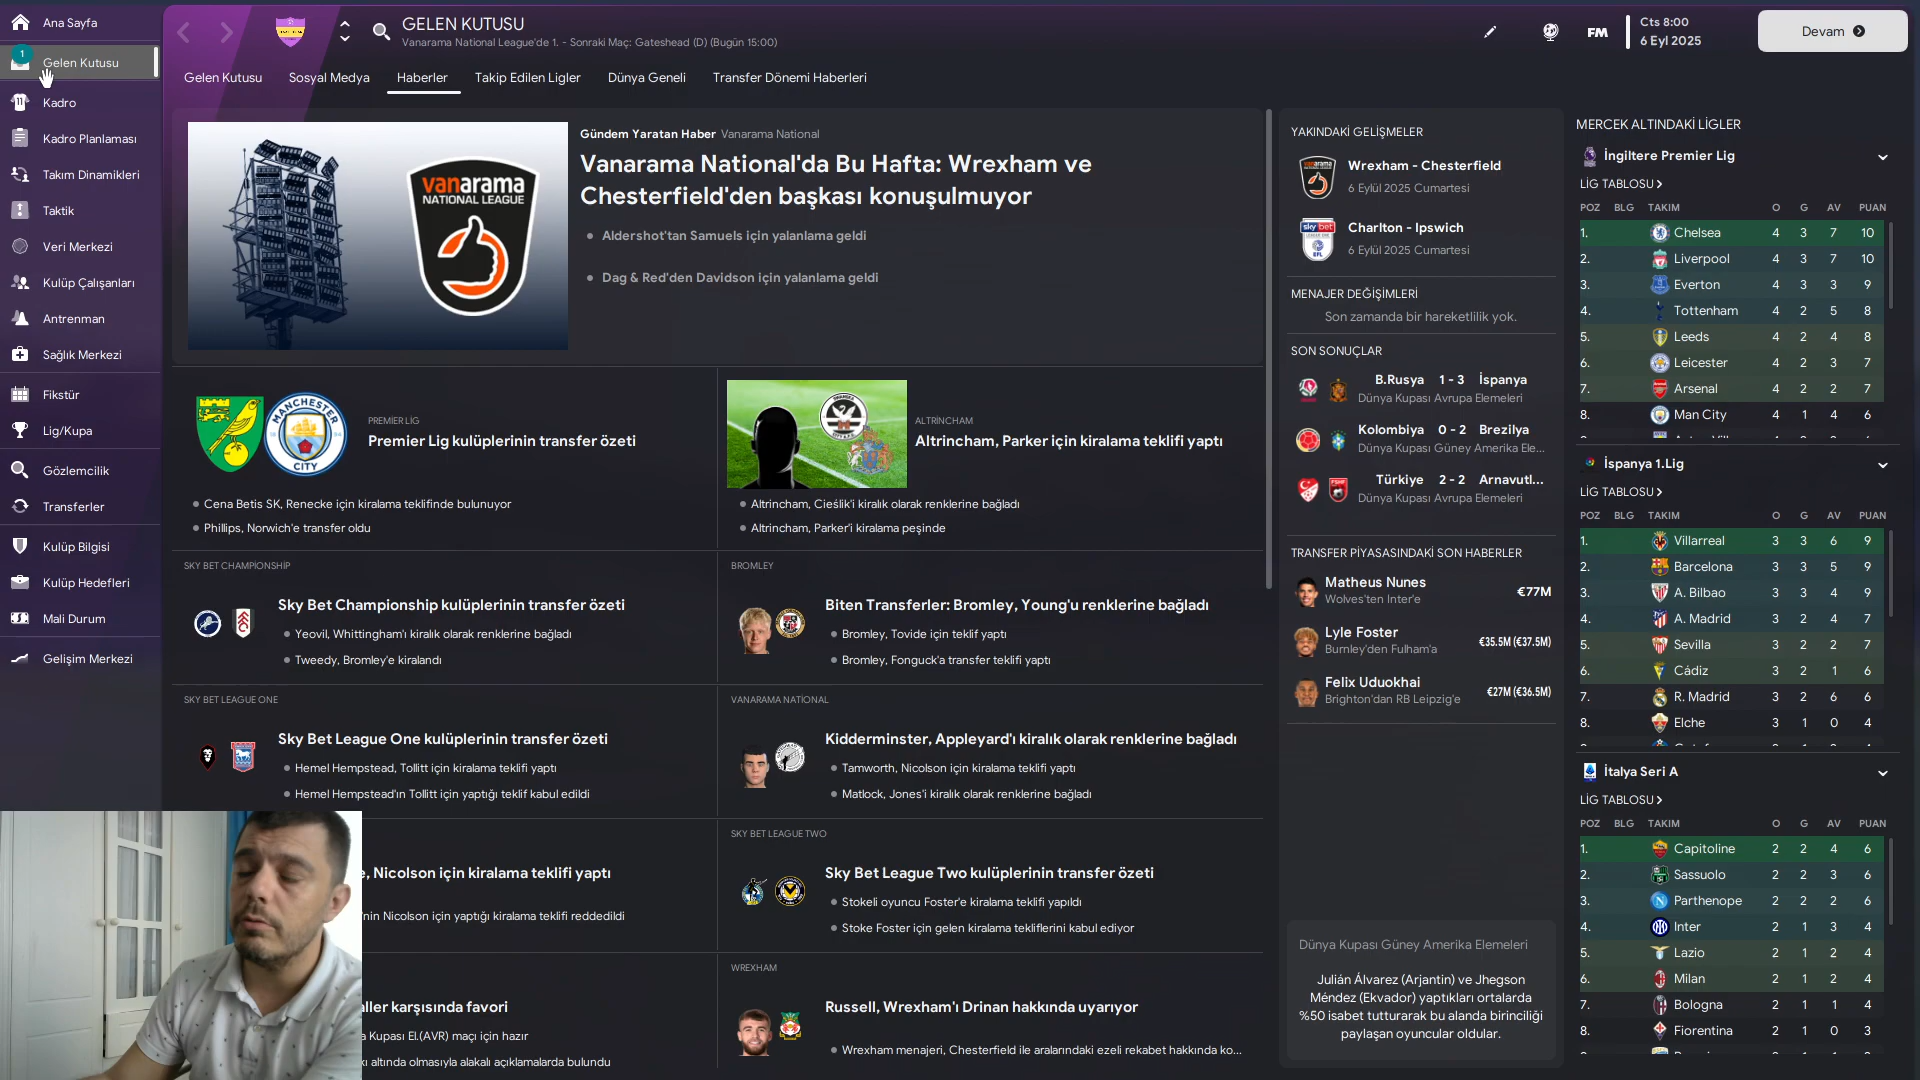 Ana Sayfa
1
Gelen Kutusu
Kadro
Kadro Planlaması
Takım Dinamikleri
Taktik
Veri Merkezi
Kulüp Çalışanları
Antrenman
Sağlık Merkezi
Fikstür
Lig/Kupa
Gözlemcilik
Transferler
Kulüp Bilgisi
Kulüp Hedefleri
Mali Durum
Gelişim Merkezi
GELEN KUTUSU
Vanarama National League'de 1. - Sonraki Maç: Gateshead (D) (Bugün 15:00)
FM
Cts 8:00
6 Eyl 2025
Devam
Gelen Kutusu
Sosyal Medya
Haberler
Takip Edilen Ligler
Dünya Geneli
Transfer Dönemi Haberleri
vanarama
NATIONAL LEAGUE
Gündem Yaratan Haber Vanarama National
Vanarama National'da Bu Hafta: Wrexham ve
Chesterfield'den başkası konuşulmuyor
Aldershot'tan Samuels için yalanlama geldi
Dag & Red'den Davidson için yalanlama geldi
MANCHESTER
CITY
PREMİER LİG
Premier Lig kulüplerinin transfer özeti
Cena Betis SK, Renecke için kiralama teklifinde bulunuyor
Phillips, Norwich'e transfer oldu
ALTRINCHAM
Altrincham, Parker için kiralama teklifi yaptı
Altrincham, Cieślik'i kiralık olarak renklerine bağladı
Altrincham, Parker'i kiralama peşinde
SKY BET CHAMPİONSHİP
Sky Bet Championship kulüplerinin transfer özeti
Yeovil, Whittingham'ı kiralık olarak renklerine bağladı
Tweedy, Bromley'e kiralandı
BROMLEY
Biten Transferler: Bromley, Young'u renklerine bağladı
Bromley, Tovide için teklif yaptı
Bromley, Fonguck'a transfer teklifi yaptı
SKY BET LEAGUE ONE
Sky Bet League One kulüplerinin transfer özeti
Hemel Hempstead, Tollitt için kiralama teklifi yaptı
Hemel Hempstead'ın Tollitt için yaptığı teklif kabul edildi
VANARAMA NATİONAL
Kidderminster, Appleyard'ı kiralık olarak renklerine bağladı
Tamworth, Nicolson için kiralama teklifi yaptı
Matlock, Jones'i kiralık olarak renklerine bağladı
Nicolson için kiralama teklifi yaptı
'nin Nicolson için yaptığı kiralama teklifi reddedildi
SKY BET LEAGUE TWO
Sky Bet League Two kulüplerinin transfer özeti
Stokeli oyuncu Foster'e kiralama teklifi yapıldı
Stoke Foster için gelen kiralama tekliflerini kabul ediyor
aller karşısında favori
a Kupası El.(AVR) maçı için hazır
altında olmasıyla alakalı açıklamalarda bulundu
WREXHAM
Russell, Wrexham'ı Drinan hakkında uyarıyor
Wrexham menajeri, Chesterfield ile aralarındaki ezeli rekabet hakkında ko...
YAKINDAKİ GELİŞMELER
Wrexham - Chesterfield
6 Eylül 2025 Cumartesi
sky bet
EFL
Charlton - Ipswich
6 Eylül 2025 Cumartesi
MENAJER DEĞİŞİMLERİ
Son zamanda bir hareketlilik yok.
SON SONUÇLAR
B.Rusya 1 - 3 İspanya
Dünya Kupası Avrupa Elemeleri
Kolombiya 0 - 2 Brezilya
Dünya Kupası Güney Amerika Ele...
Türkiye 2 - 2 Arnavutl...
Dünya Kupası Avrupa Elemeleri
TRANSFER PİYASASINDAKİ SON HABERLER
Matheus Nunes
Wolves'ten Inter'e
€77M
Lyle Foster
Burnley'den Fulham'a
€35.5M (€37.5M)
Felix Uduokhai
Brighton'dan RB Leipzig'e
€27M (€36.5M)
Dünya Kupası Güney Amerika Elemeleri
Julián Álvarez (Arjantin) ve Jhegson
Méndez (Ekvador) yaptıkları ortalarda
%50 isabet tutturarak bu alanda birinciliği
paylaşan oyuncular oldular.
MERCEK ALTINDAKİ LİGLER
İngiltere Premier Lig
LİG TABLOSU
POZ BLG TAKIM O G AV PUAN
1. Chelsea 4 3 7 10
2. Liverpool 4 3 7 10
3. Everton 4 3 3 9
4. Tottenham 4 2 5 8
5. Leeds 4 2 4 8
6. Leicester 4 2 3 7
7. Arsenal 4 2 2 7
8. Man City 4 1 4 6
İspanya 1.Lig
LİG TABLOSU
POZ BLG TAKIM O G AV PUAN
1. Villarreal 3 3 6 9
2. Barcelona 3 3 5 9
3. A. Bilbao 3 3 4 9
4. A. Madrid 3 2 4 7
5. Sevilla 3 2 2 7
6. Cádiz 3 2 1 6
7. R. Madrid 3 2 6 6
8. Elche 3 1 0 4
İtalya Seri A
LİG TABLOSU
POZ BLG TAKIM O G AV PUAN
1. Capitoline 2 2 4 6
2. Sassuolo 2 2 3 6
3. Parthenope 2 2 2 6
4. Inter 2 1 3 4
5. Lazio 2 1 2 4
6. Milan 2 1 2 4
7. Bologna 2 1 1 4
8. Fiorentina 2 1 0 3